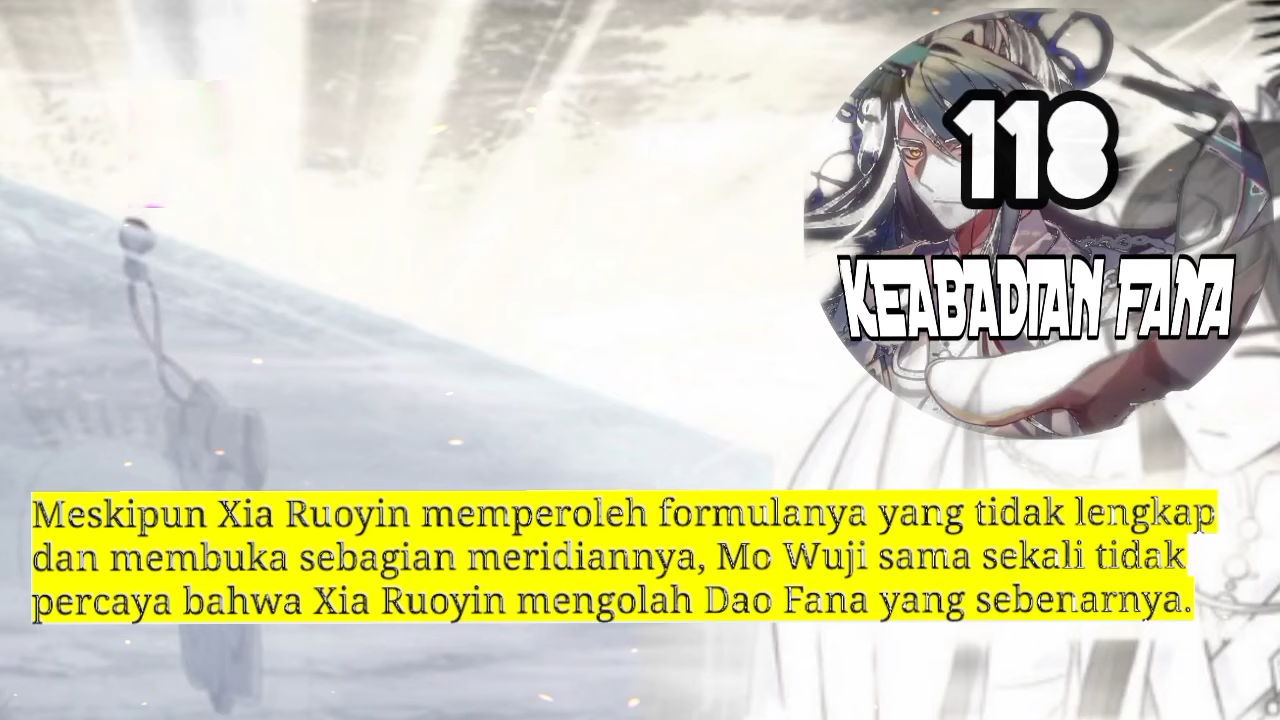 118
KEABADIAN FANA
Meskipun Xia Ruoyin memperoleh formulanya yang tidak lengkap
dan membuka sebagian meridiannya, Mo Wuji sama sekali tidak
percaya bahwa Xia Ruoyin mengolah Dao Fana yang sebenarnya.